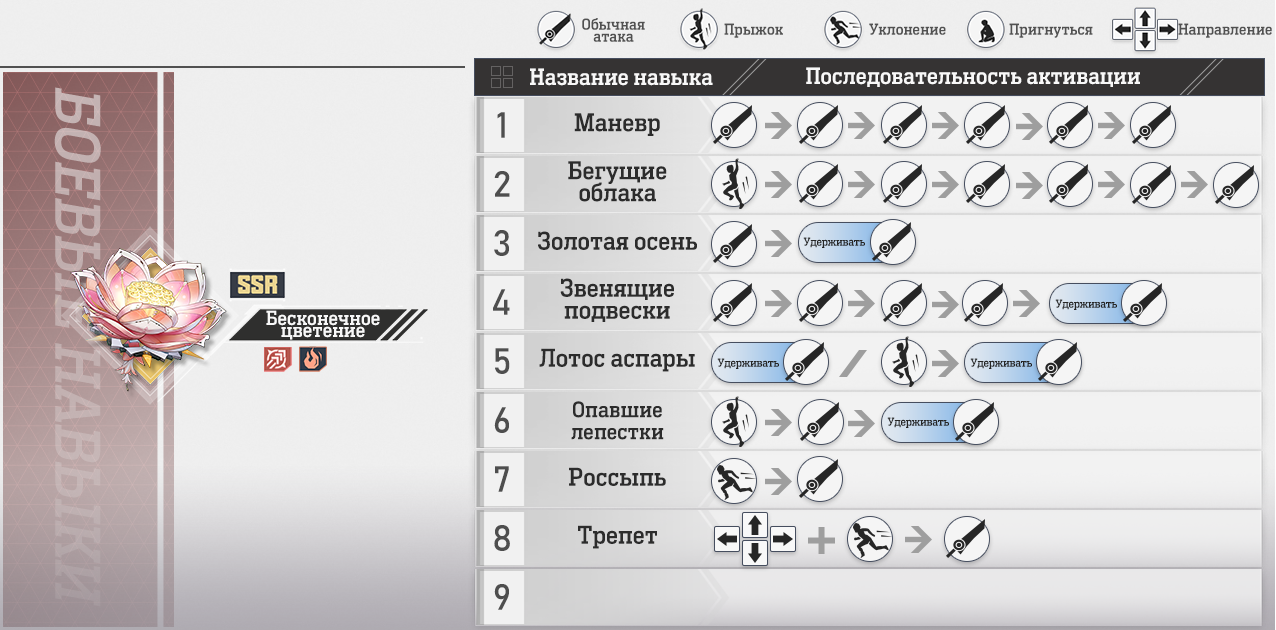 Обычная
атака
Прыжок
Уклонение
Пригнуться
Направление
Название навыка
Последовательность активации
БОЕВЫЕ НАВЫКИ
SSR
Бесконечное
цветение
1
Маневр
2
Бегущие
облака
3
Золотая осень
Удерживать
4
Звенящие
подвески
Удерживать
5
Лотос аспары
Удерживать
Удерживать
6
Опавшие
лепестки
Удерживать
7
Россыпь
8
Трепет
9